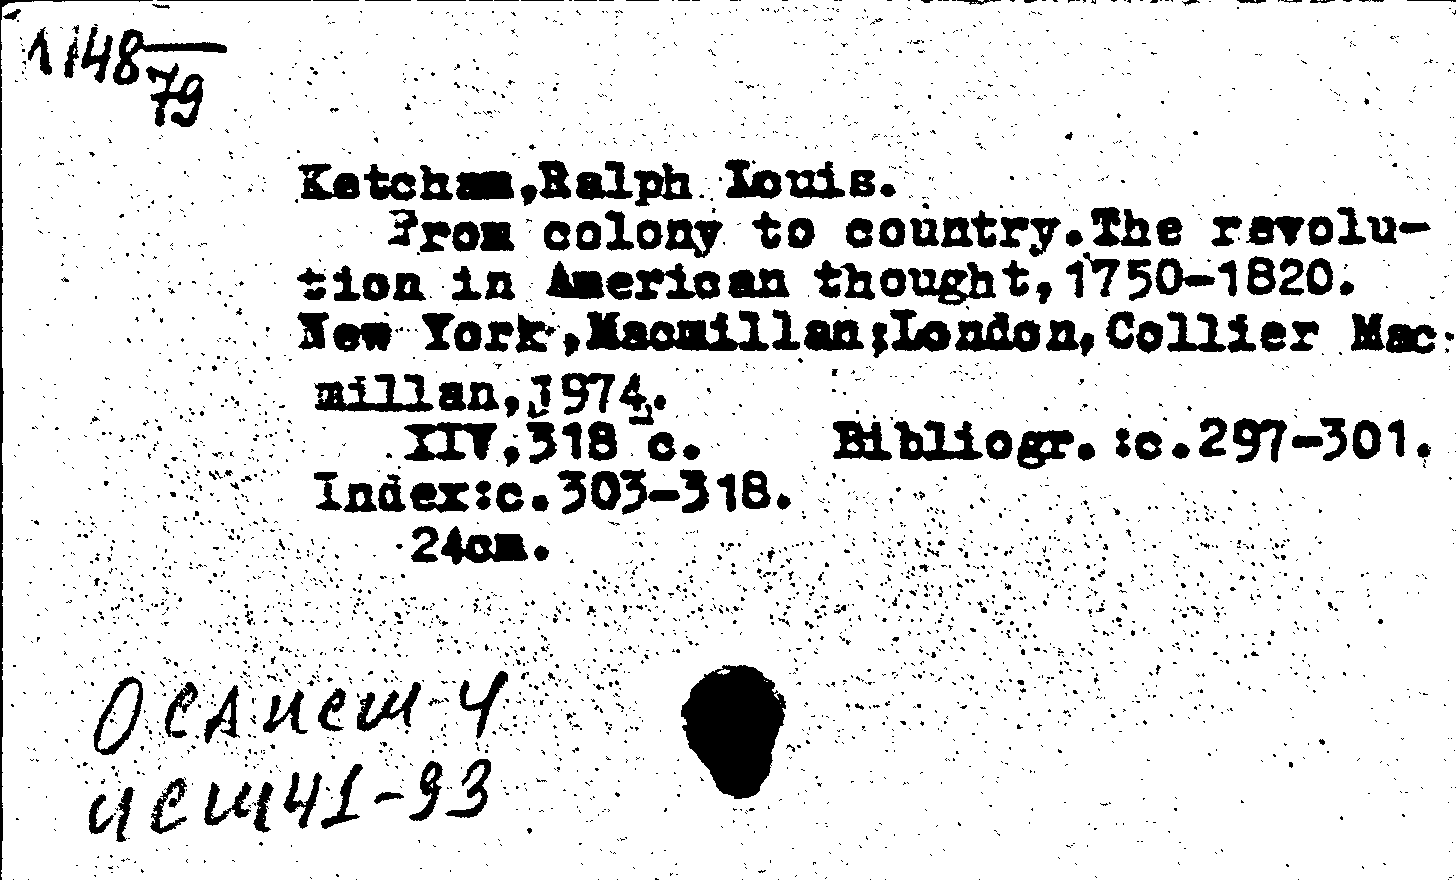 1148
79
Ketcham,Ralph Louis.
From colony to country.The revolu-
tion in American thought,1750-1820.
New York,Macmillan;London,Collier Mac-
millan,1974.
XIV,318 c. Bibliogr.:c.297-301.
Index:c.303-318.
24cm.
О САИСШ-4
ИСШ41-93